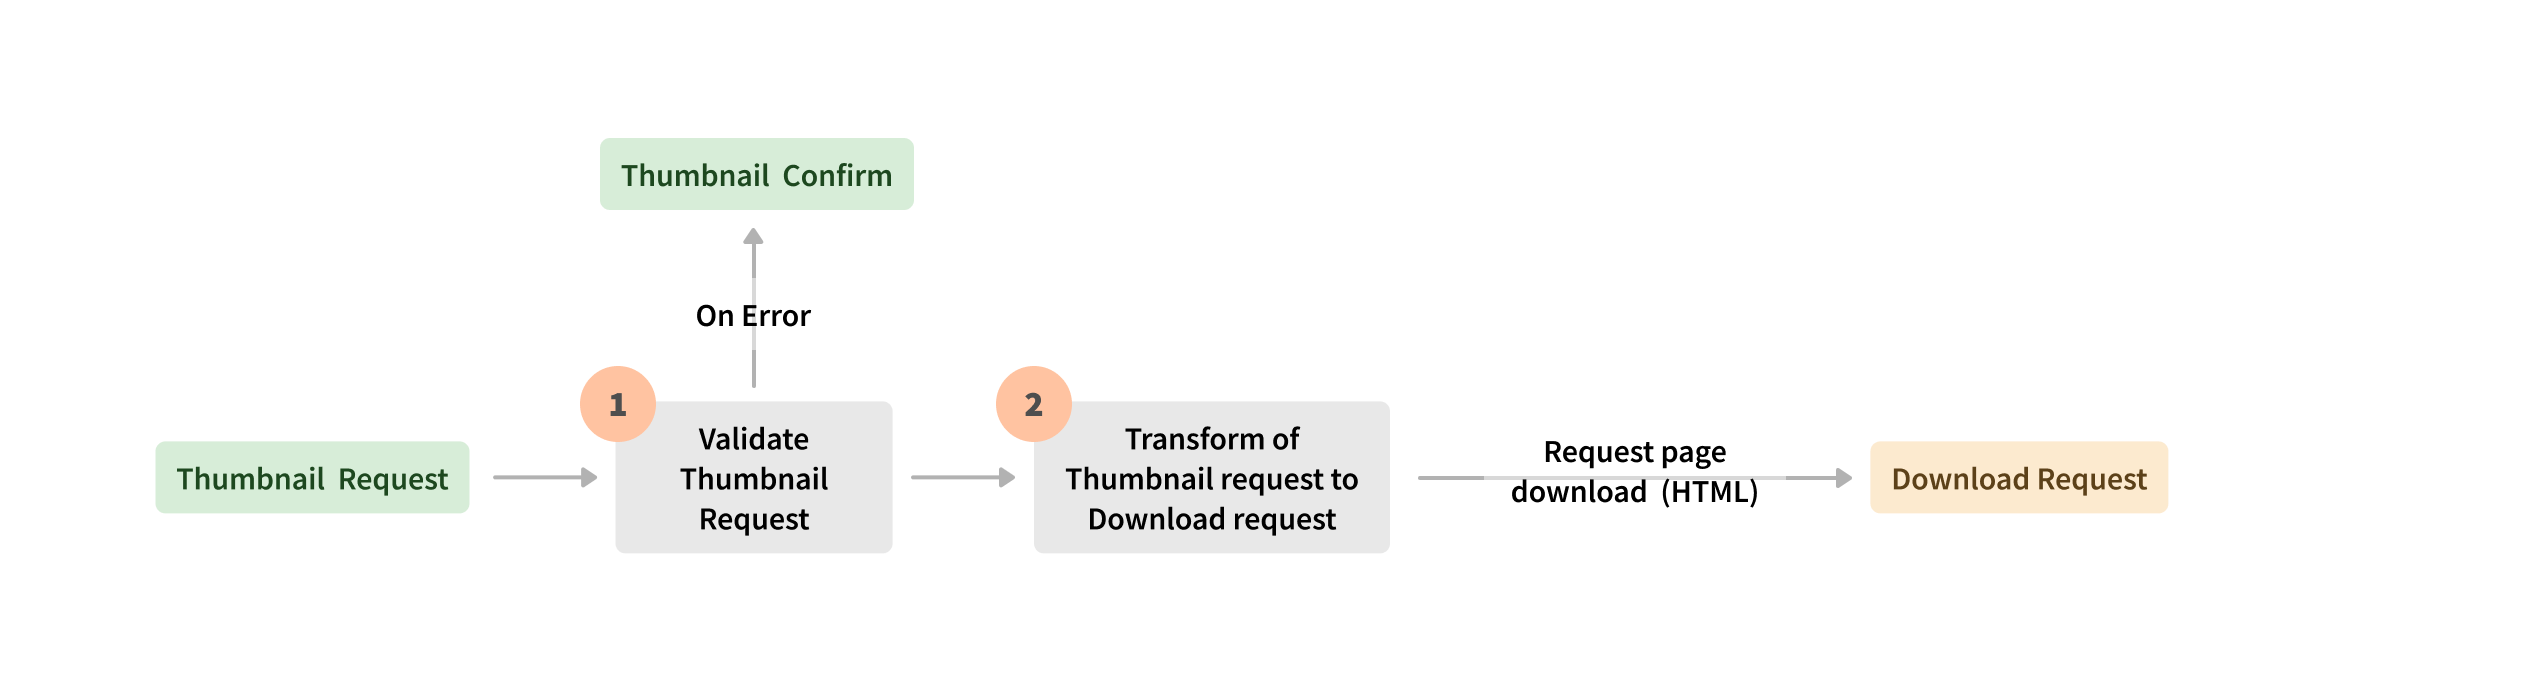 Thumbnail Confirm
On Error
1
2
Validate
Thumbnail
Request
Transform of
Thumbnail request to
Download request
Request page
download (HTML)
Thumbnail Request
Download Request